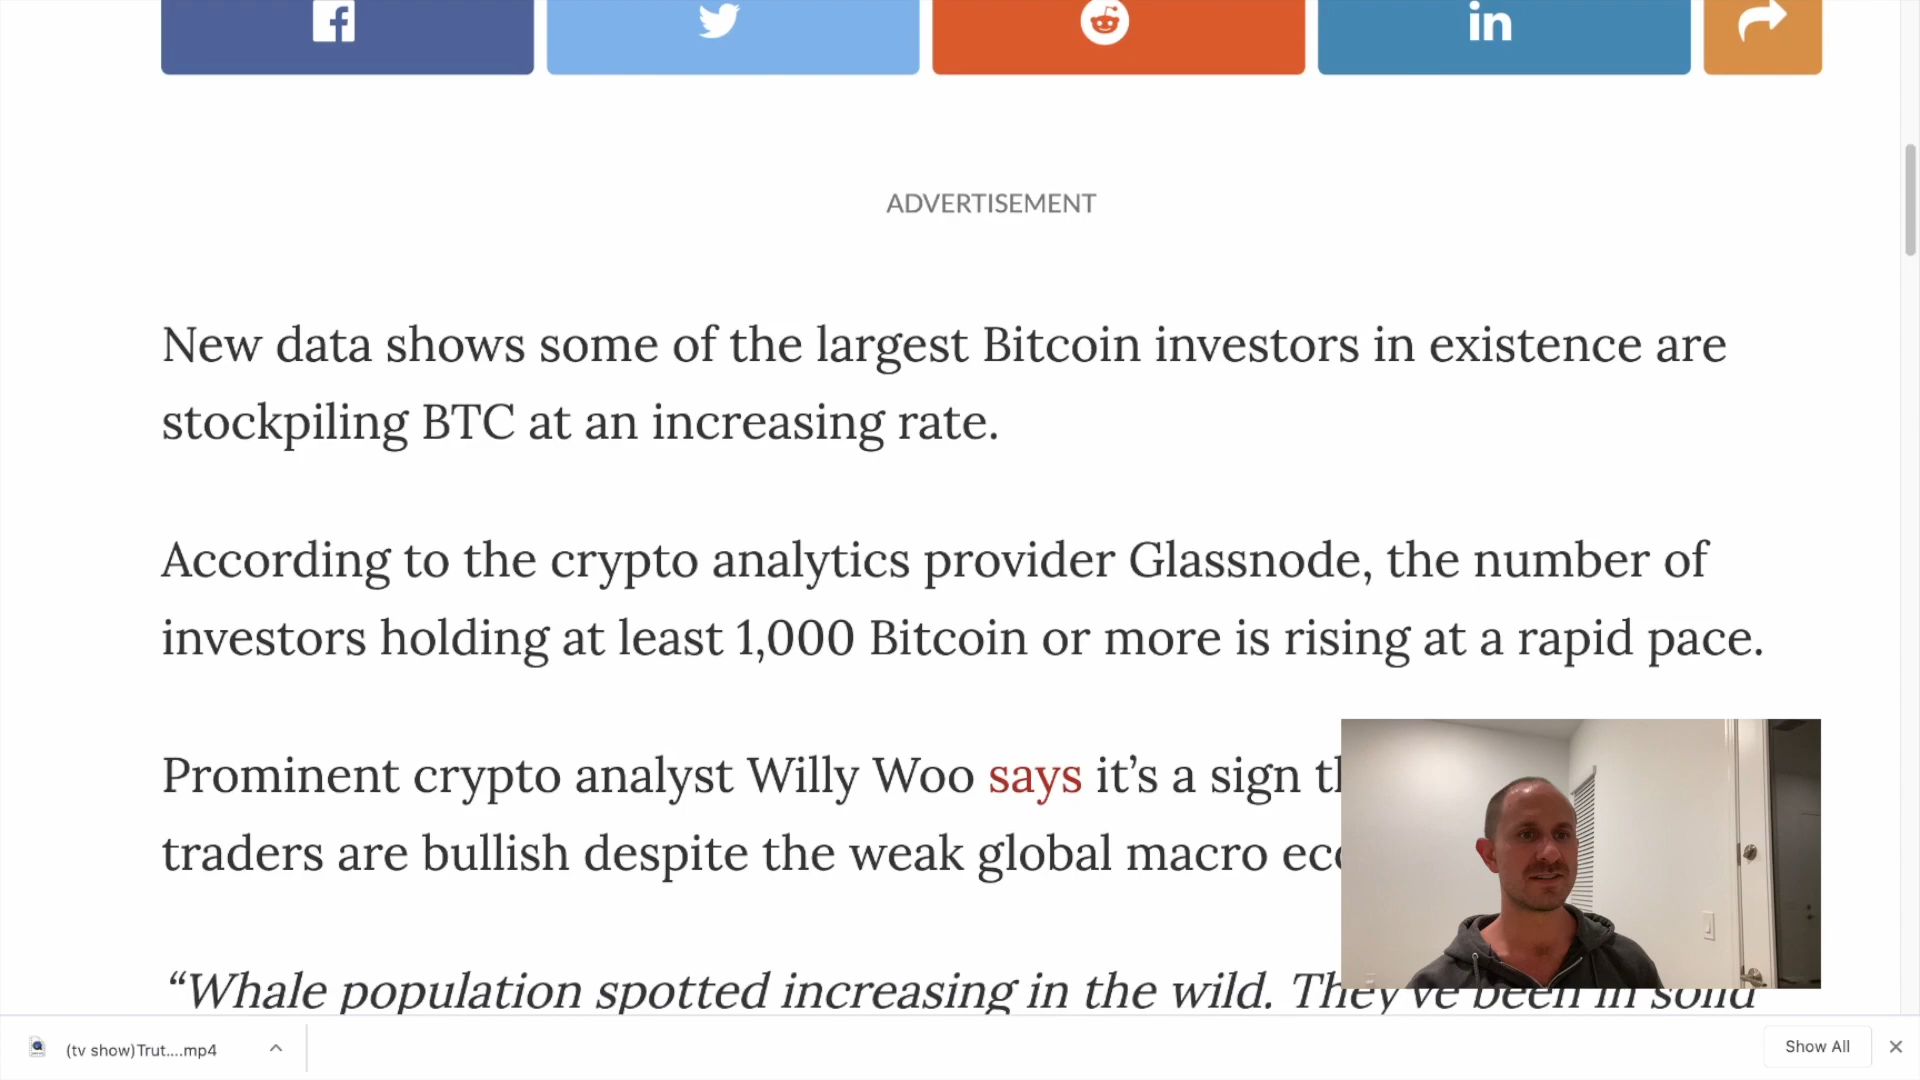 ADVERTISEMENT
New data shows some of the largest Bitcoin investors in existence are
stockpiling BTC at an increasing rate.
According to the crypto analytics provider Glassnode, the number of
investors holding at least 1,000 Bitcoin or more is rising at a rapid pace.
Prominent crypto analyst Willy Woo says it’s a sign
traders are bullish despite the weak global macro
“Whale population spotted increasing in the wild. They’ve been in solid
(tv show)Trut....mp4
Show All